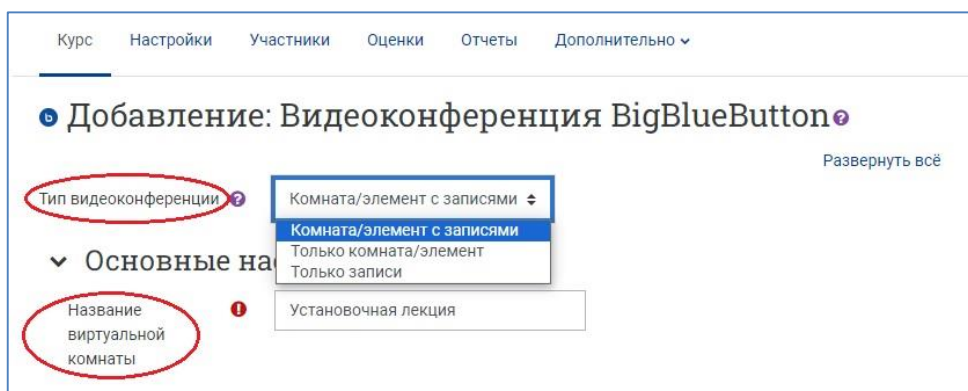 Курс Настройки Участники Оценки Отчеты Дополнительно
Добавление: Видеоконференция BigBlueButton
Развернуть всё
Тип видеоконференции Комната/элемент с записями
Комната/элемент с записями
Только комната/элемент
Только записи
Основные
Название Установочная лекция
виртуальной
комнаты